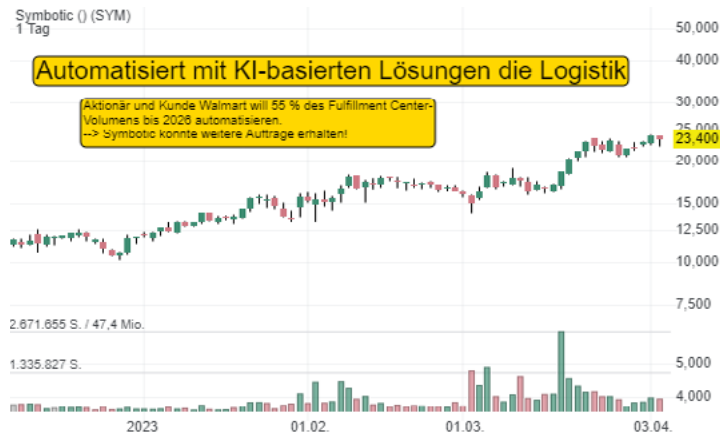 Symbotic () (SYM)
1 Tag
Automatisiert mit KI-basierten Lösungen die Logistik
Aktionär und Kunde Walmart will 55 % des Fulfillment Center-
Volumens bis 2026 automatisieren.
--> Symbotic könnte weitere Aufträge erhalten!
50,000
40,000
30,000
25,000
23,400
20,000
15,000
12,500
10,000
7,500
2.671.655 S. / 47,4 Mio.
1.335.827 S.
5,000
4,000
2023
01.02.
01.03.
03.04.